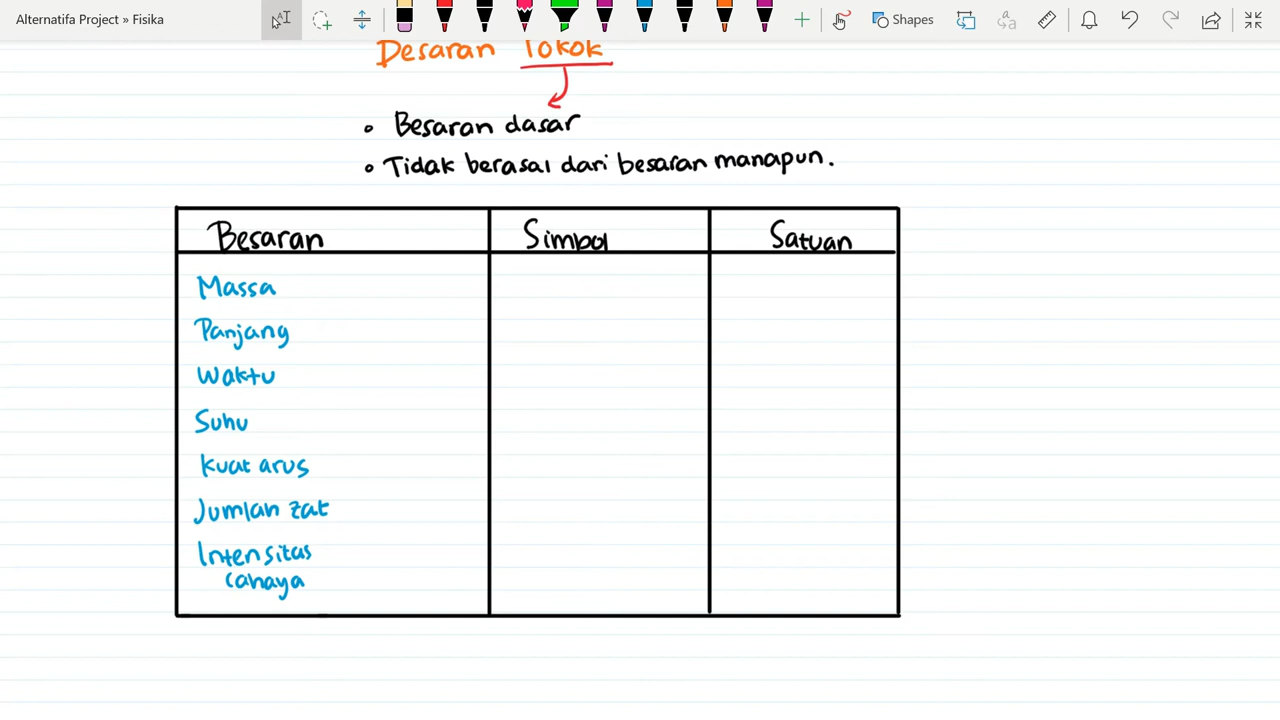 Alternatifa Project » Fisika
Shapes
Besaran Pokok
• Besaran dasar
• Tidak berasal dari besaran manapun.
Besaran Simbol Satuan
Massa
Panjang
Waktu
Suhu
Kuat arus
Jumlah zat
Intensitas
Cahaya